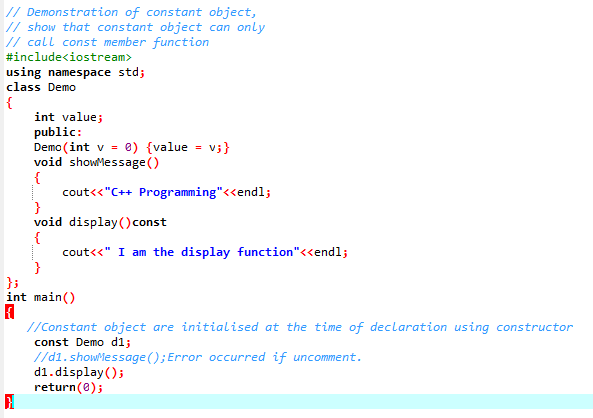 // Demonstration of constant object,
// show that constant object can only
// call const member function
#include<iostream>
using namespace std;
class Demo
{
    int value;
    public:
    Demo(int v = 0) {value = v;}
    void showMessage()
    {
        cout<<"C++ Programming"<<endl;
    }
    void display()const
    {
        cout<<" I am the display function"<<endl;
    }
};
int main()
{
   //Constant object are initialised at the time of declaration using constructor
    const Demo d1;
    //d1.showMessage();Error occurred if uncomment.
    d1.display();
    return(0);
}